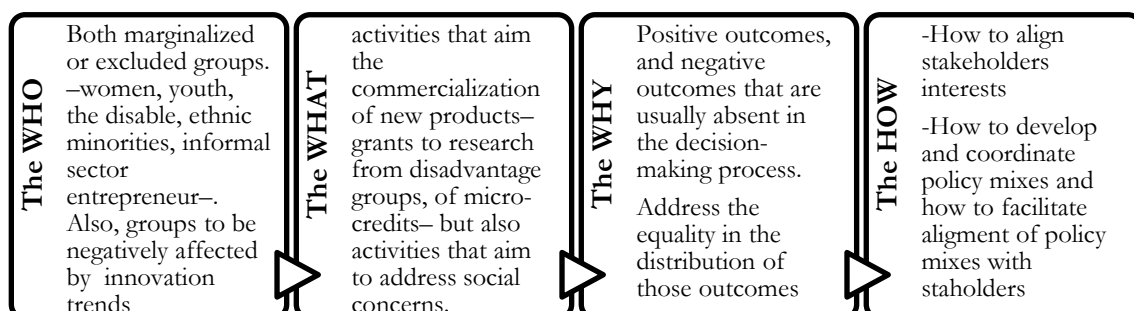 The WHO
Both marginalized
or excluded groups.
–women, youth,
the disable, ethnic
minorities, informal
sector
entrepreneur–.
Also, groups to be
negatively affected
by innovation
trends
The WHAT
activities that aim
the
commercialization
of new products–
grants to research
from disadvantage
groups, of micro-
credits– but also
activities that aim
to address social
concerns.
The WHY
Positive outcomes,
and negative
outcomes that are
usually absent in
the decision-
making process.
Address the
equality in the
distribution of
those outcomes
The HOW
-How to align
stakeholders
interests
-How to develop
and coordinate
policy mixes and
how to facilitate
aligment of policy
mixes with
staholders